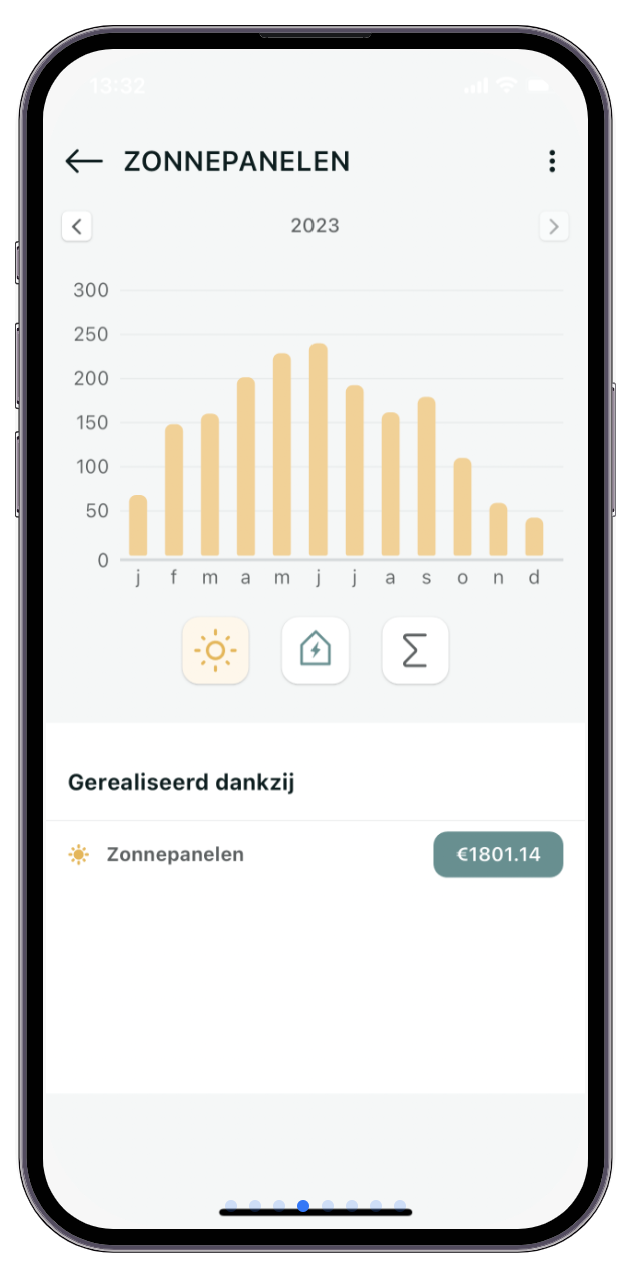 13:32
ZONNEPANELEN
2023
300
250
200
150
100
50
0
j f m a m j j a s o n d
Gerealiseerd dankzij
Zonnepanelen €1801.14